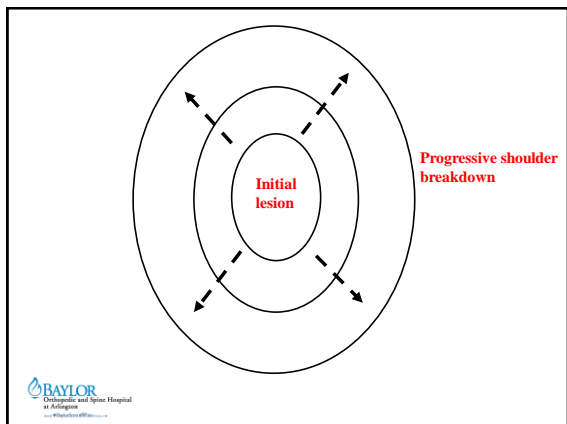 Progressive shoulder
breakdown
Initial
lesion
BAYLOR
Orthopedic and Spine Hospital
at Arlington